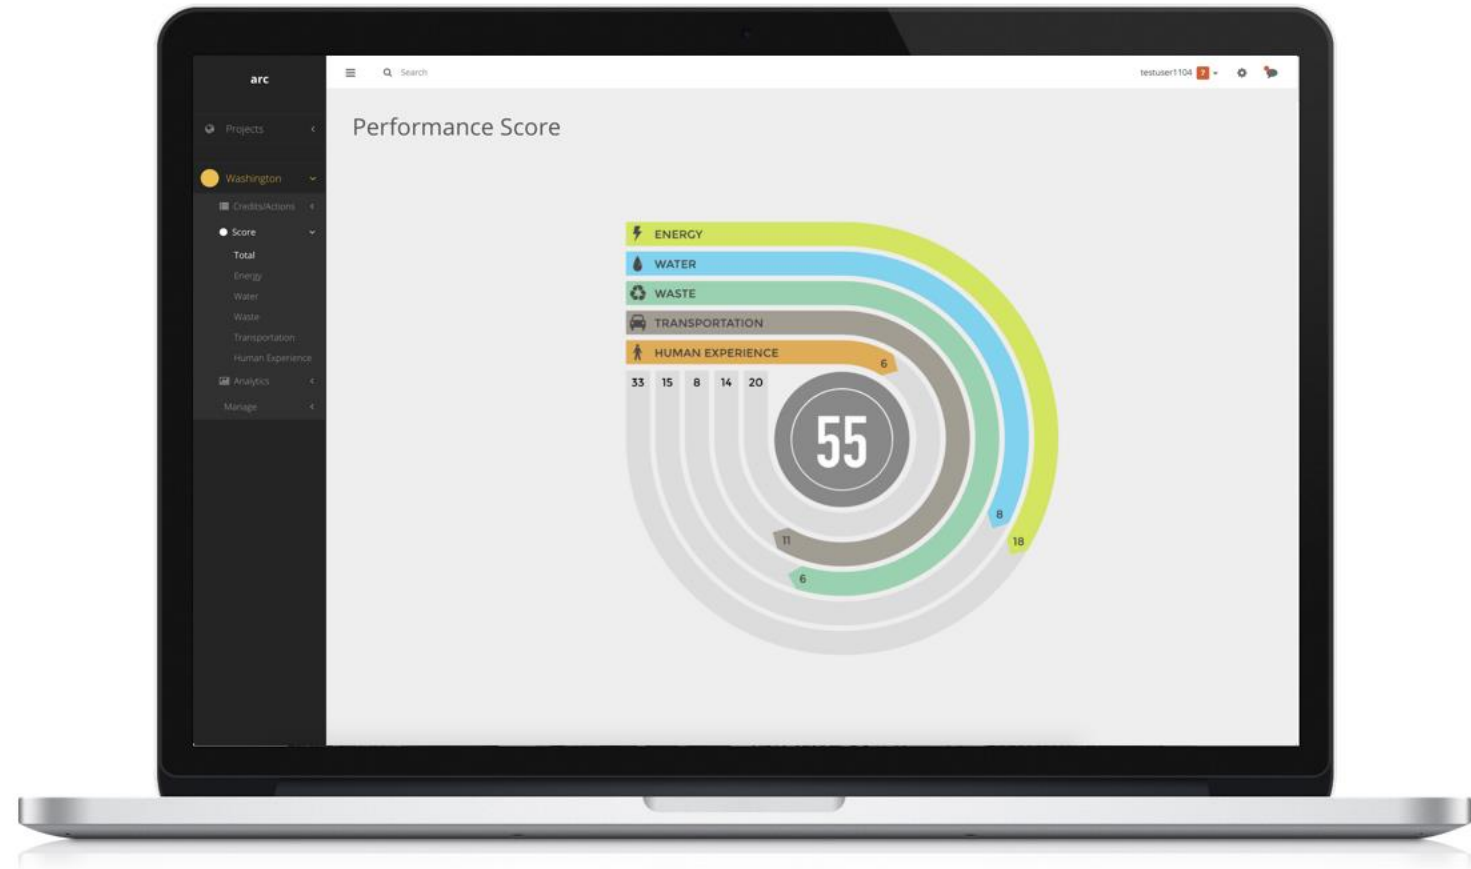 arc
Search
testuser1104 7
Projects
Performance Score
Washington
Credits/Actions
Score
Total
Energy
Water
Waste
Transportation
Human Experience
Analytics
Manage
ENERGY
WATER
WASTE
TRANSPORTATION
HUMAN EXPERIENCE
6
33 15 8 14 20
55
8
18
11
6